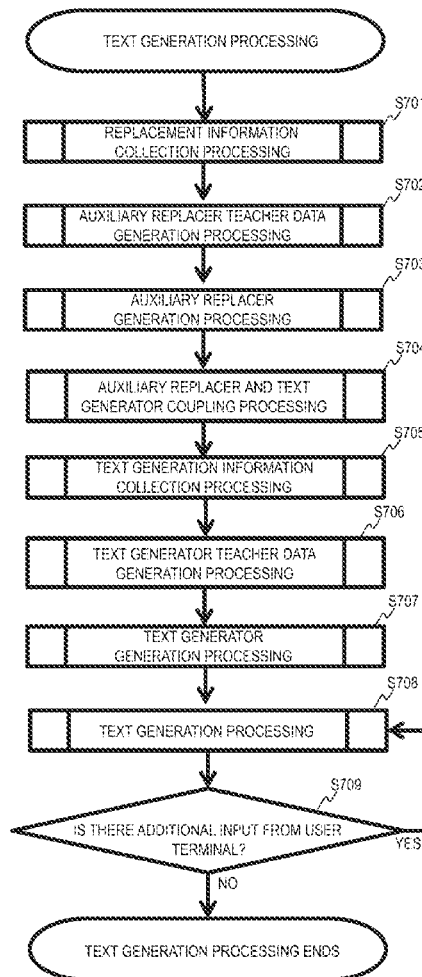 TEXT GENERATION PROCESSING
S701
REPLACEMENT INFORMATION
COLLECTION PROCESSING
S702
AUXILIARY REPLACER TEACHER DATA
GENERATION PROCESSING
S703
AUXILIARY REPLACER
GENERATION PROCESSING
S704
AUXILIARY REPLACER AND TEXT
GENERATOR COUPLING PROCESSING
S705
TEXT GENERATION INFORMATION
COLLECTION PROCESSING
S706
TEXT GENERATOR TEACHER DATA
GENERATION PROCESSING
S707
TEXT GENERATOR
GENERATION PROCESSING
S708
TEXT GENERATION PROCESSING
S709
IS THERE ADDITIONAL INPUT FROM USER
TERMINAL?
YES
NO
TEXT GENERATION PROCESSING ENDS